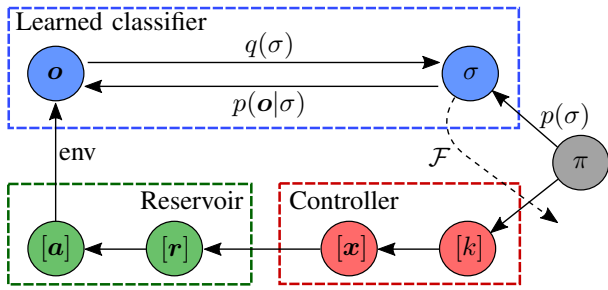 Learned classifier
q(σ)
𝒐
σ
p(𝒐|σ)
p(σ)
env
ℱ
π
Reservoir
Controller
[𝒂]
[𝒓]
[𝒙]
[k]